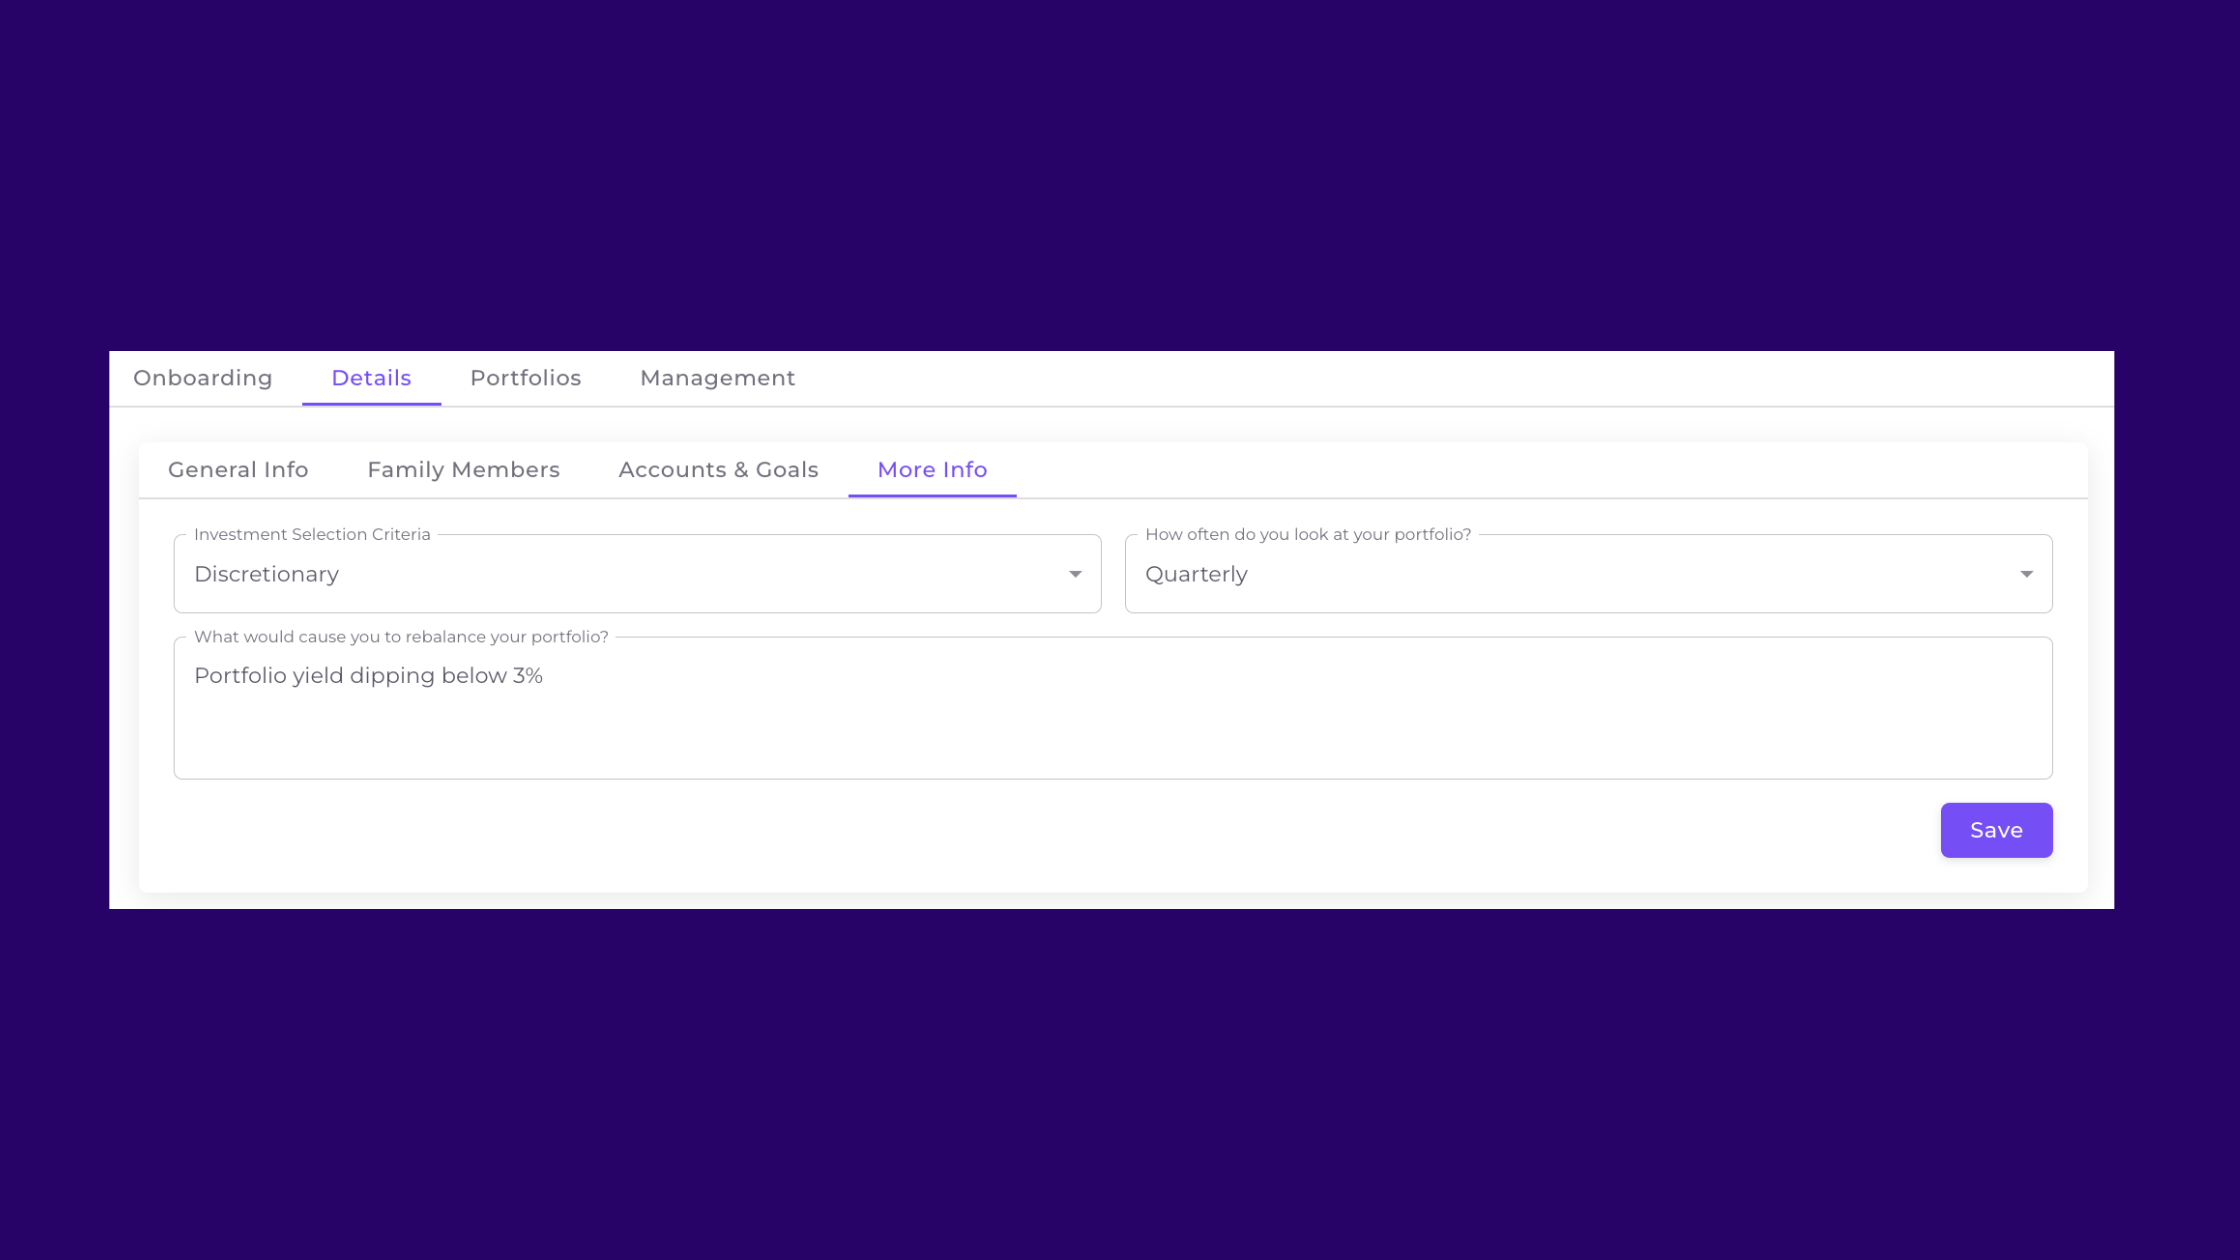 Onboarding Details Portfolios Management
General Info Family Members Accounts & Goals More Info
Investment Selection Criteria
Discretionary
How often do you look at your portfolio?
Quarterly
What would cause you to rebalance your portfolio?
Portfolio yield dipping below 3%
Save